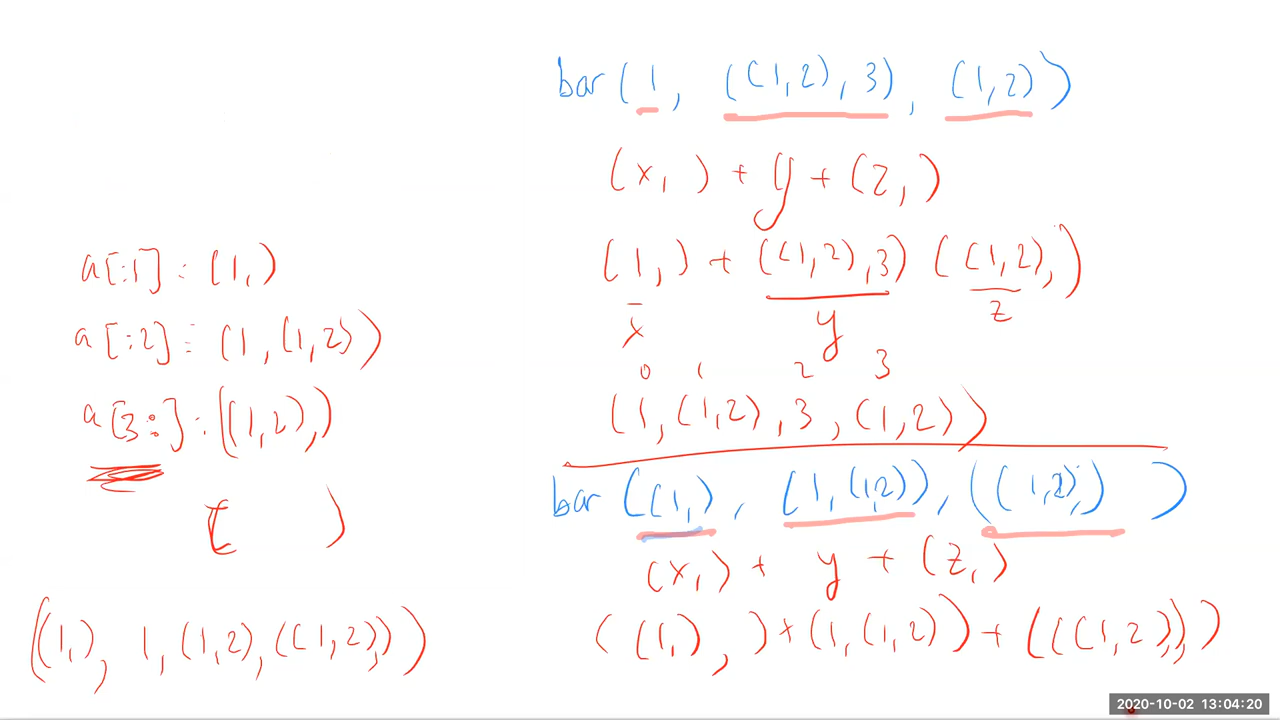 bar(1, ((1,2),3), (1,2))
(x,) + y + (z,)
(1,) + ((1,2),3) ((1,2),)
x y z
0 1 2 3
(1,(1,2),3,(1,2))
bar((1,), (1,(1,2)), ((1,2),) )
(x,) + y + (z,)
((1,),)+(1,(1,2))+(((1,2),),)
a[:1] : (1,)
a[:2] : (1,(1,2))
a[3:] : ((1,2),)
( )
((1,), 1,(1,2),((1,2),))
2020-10-02 13:04:20